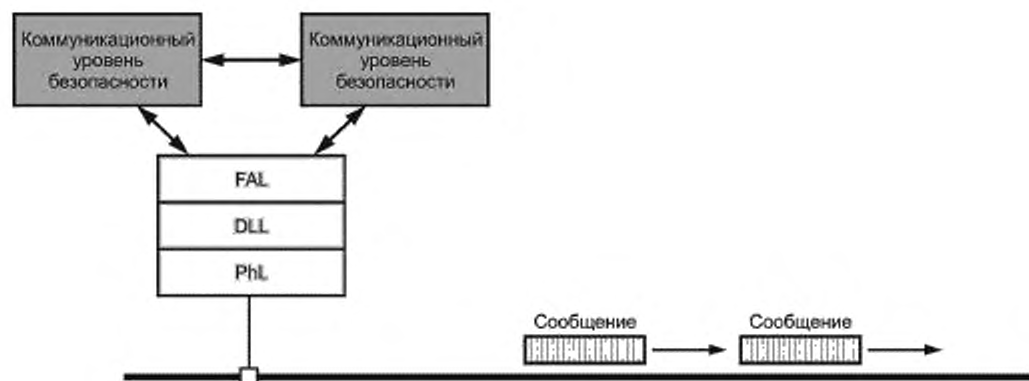 Коммуникационный
уровень
безопасности
Коммуникационный
уровень
безопасности
FAL
DLL
PhL
Сообщение
Сообщение